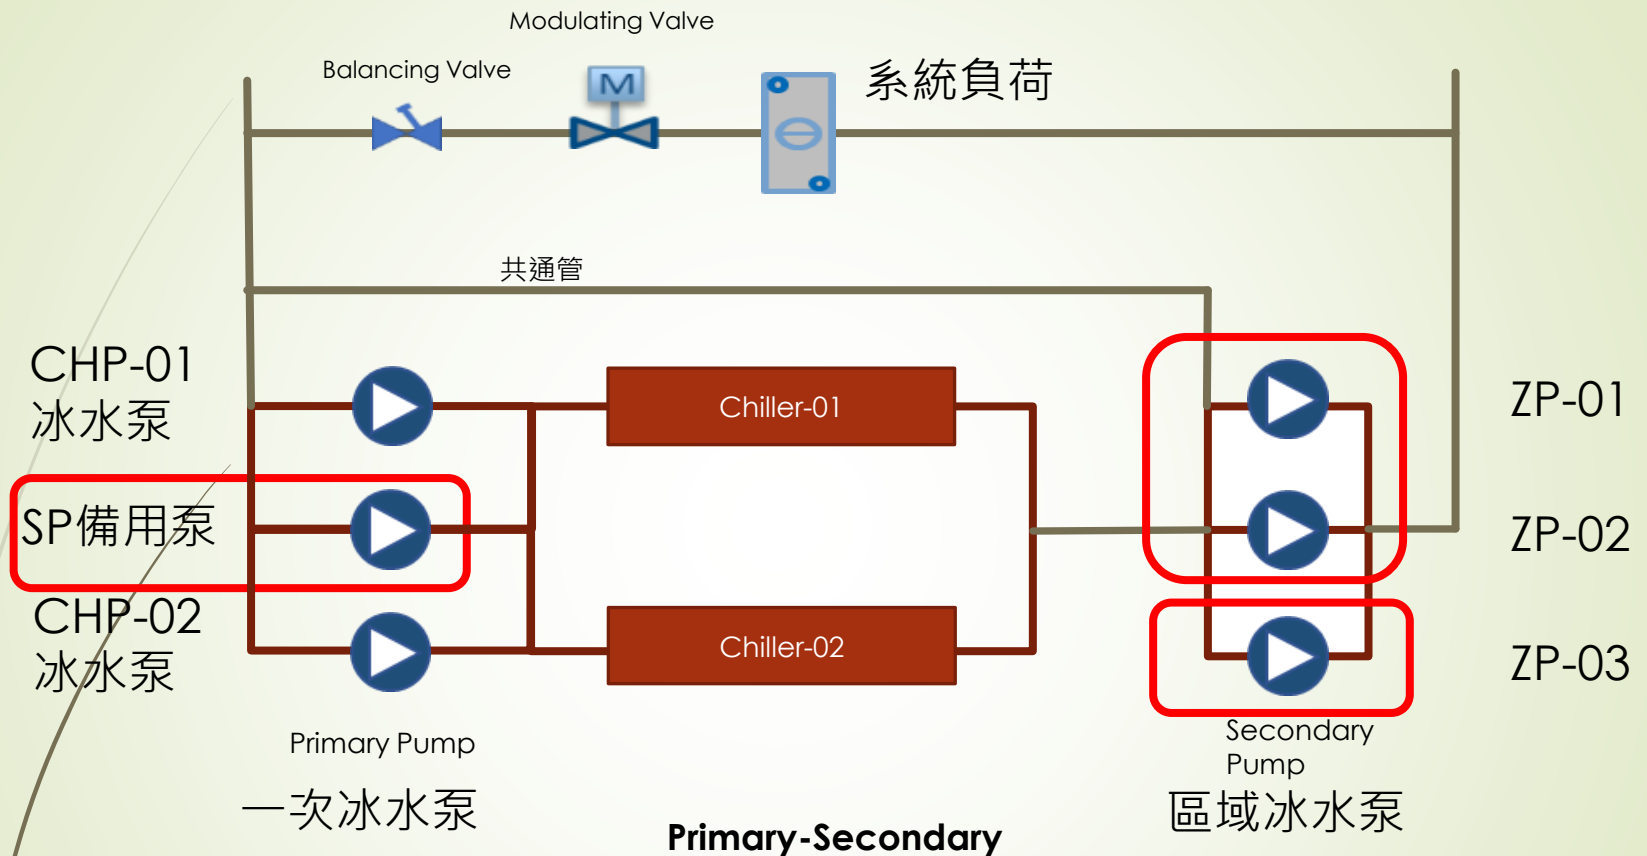 Modulating Valve
Balancing Valve
M
系統負荷
共通管
CHP-01
冰水泵
Chiller-01
ZP-01
SP備用泵
ZP-02
CHP-02
冰水泵
Chiller-02
ZP-03
Primary Pump
Secondary
Pump
一次冰水泵
區域冰水泵
Primary-Secondary